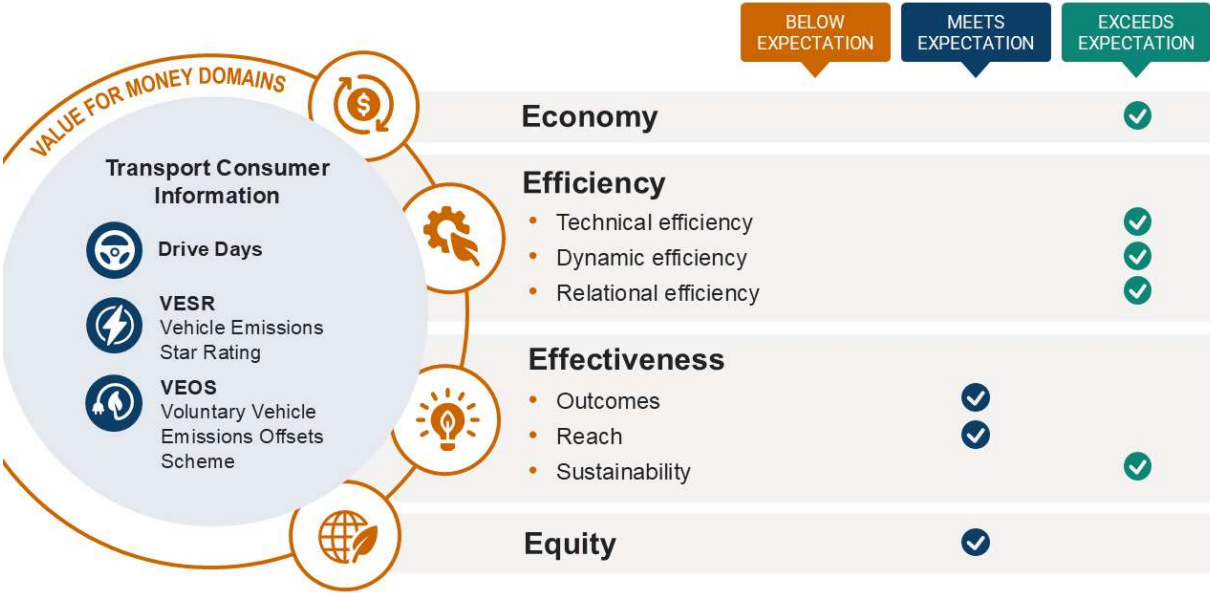 BELOW
EXPECTATION
MEETS
EXPECTATION
EXCEEDS
EXPECTATION
VALUE FOR MONEY DOMAINS
Transport Consumer
Information
Drive Days
VESR
Vehicle Emissions
Star Rating
VEOS
Voluntary Vehicle
Emissions Offsets
Scheme
$
Economy
Efficiency
• Technical efficiency
• Dynamic efficiency
• Relational efficiency
Effectiveness
• Outcomes
• Reach
• Sustainability
Equity